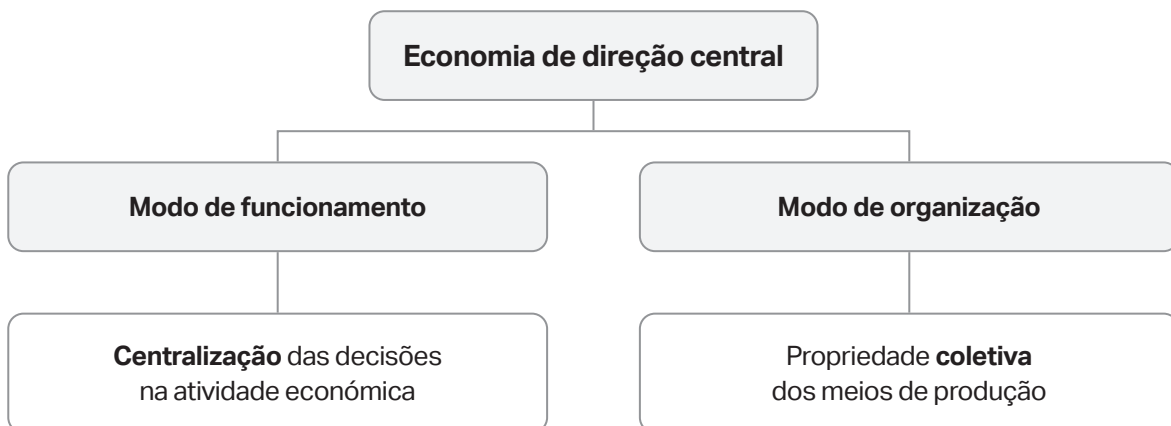 Economia de direção central
Modo de funcionamento
Modo de organização
Centralização das decisões
na atividade económica
Propriedade coletiva
dos meios de produção